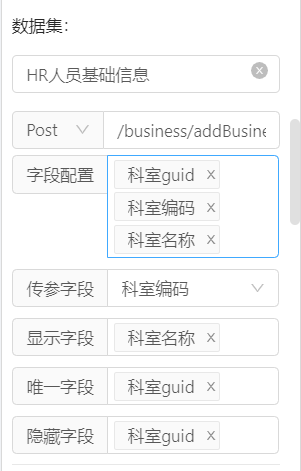 数据集：
HR人员基础信息
Post /business/addBusine
字段配置 科室guid x
科室编码 x
科室名称 x
传参字段 科室编码
显示字段 科室名称 x
唯一字段 科室guid x
隐藏字段 科室guid x